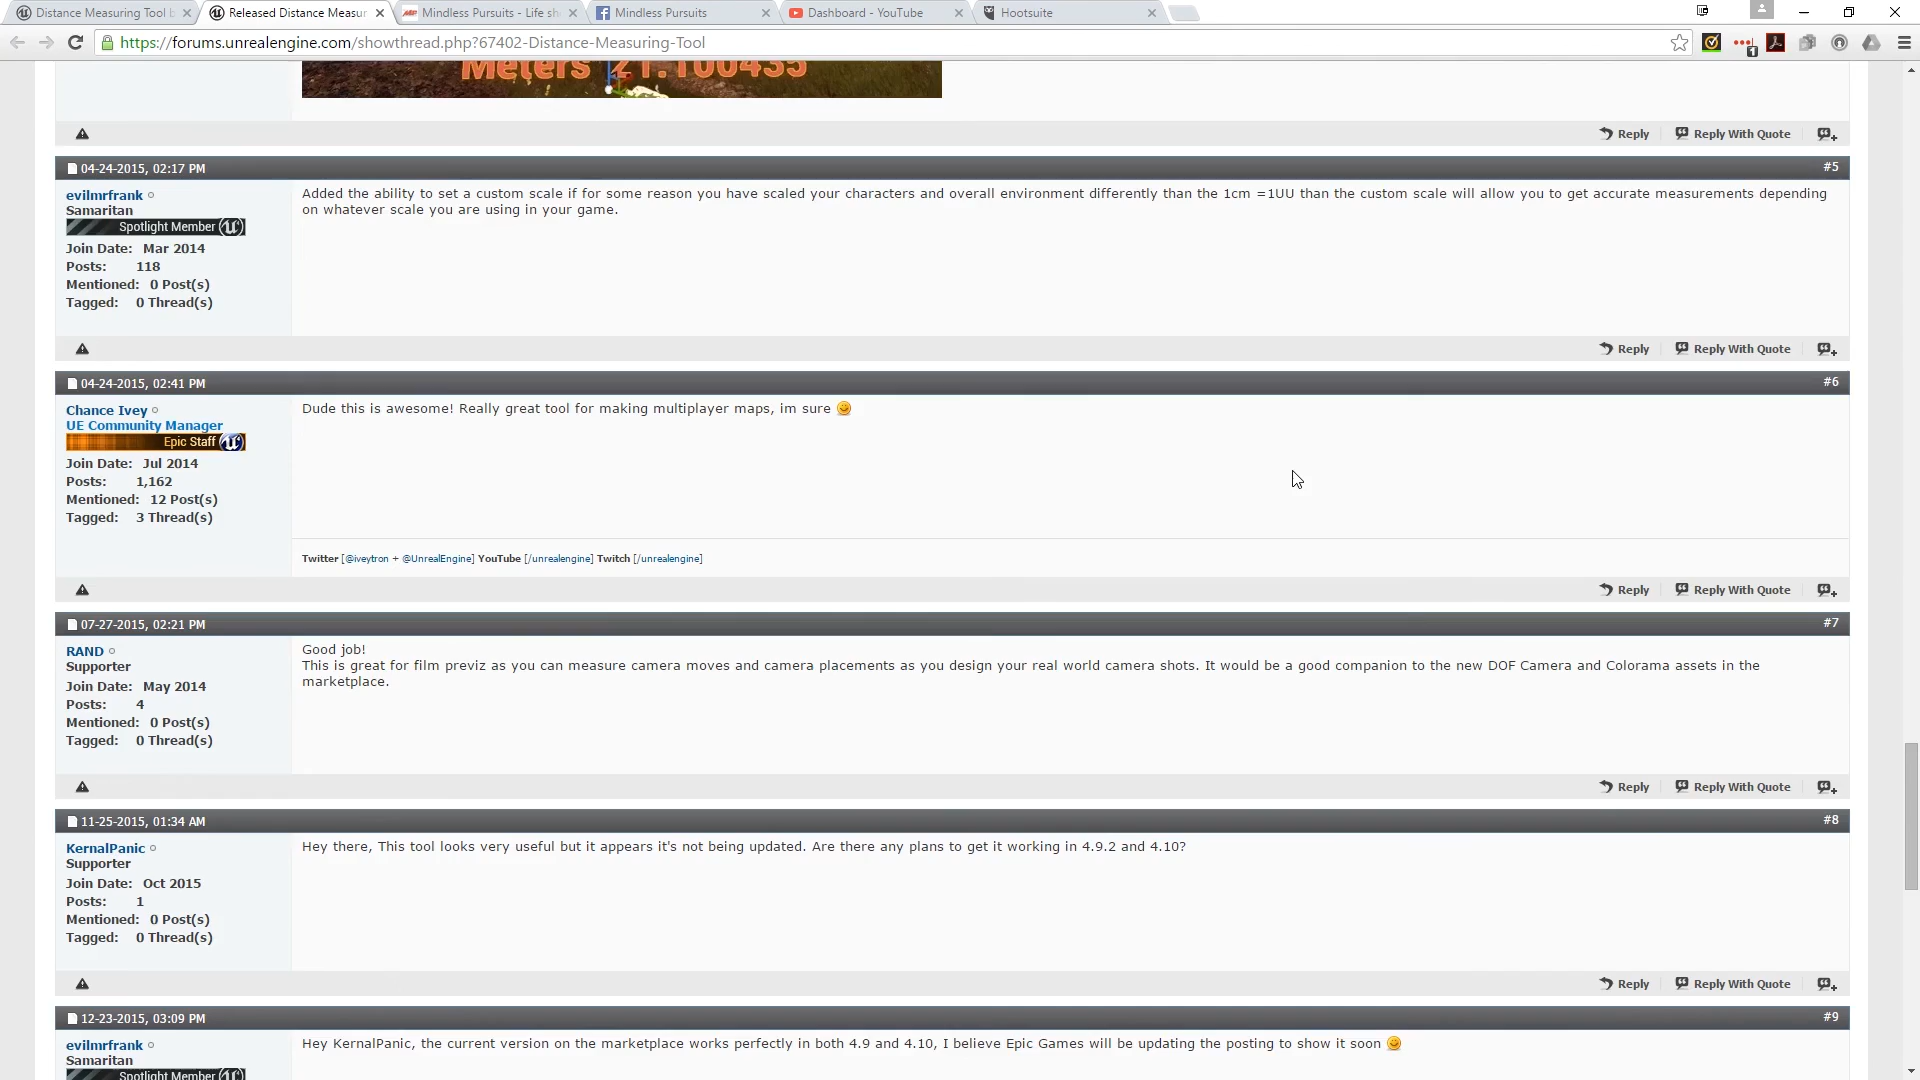 Distance Measuring Tool b
Released Distance Measur
Mindless Pursuits - Life sh
Mindless Pursuits
Dashboard - YouTube
Hootsuite
https://forums.unrealengine.com/showthread.php?67402-Distance-Measuring-Tool
1
Meters 21.100435
Reply
Reply With Quote
04-24-2015, 02:17 PM
#5
evilmrfrank
Samaritan
Spotlight Member
Join Date: Mar 2014
Posts: 118
Mentioned: 0 Post(s)
Tagged: 0 Thread(s)
Added the ability to set a custom scale if for some reason you have scaled your characters and overall environment differently than the 1cm =1UU than the custom scale will allow you to get accurate measurements depending
on whatever scale you are using in your game.
Reply
Reply With Quote
04-24-2015, 02:41 PM
#6
Chance Ivey
UE Community Manager
Epic Staff
Join Date: Jul 2014
Posts: 1,162
Mentioned: 12 Post(s)
Tagged: 3 Thread(s)
Dude this is awesome! Really great tool for making multiplayer maps, im sure
Twitter [@iveytron + @UnrealEngine] YouTube [/unrealengine] Twitch [/unrealengine]
Reply
Reply With Quote
07-27-2015, 02:21 PM
#7
RAND
Supporter
Join Date: May 2014
Posts: 4
Mentioned: 0 Post(s)
Tagged: 0 Thread(s)
Good job!
This is great for film previz as you can measure camera moves and camera placements as you design your real world camera shots. It would be a good companion to the new DOF Camera and Colorama assets in the
marketplace.
Reply
Reply With Quote
11-25-2015, 01:34 AM
#8
KernalPanic
Supporter
Join Date: Oct 2015
Posts: 1
Mentioned: 0 Post(s)
Tagged: 0 Thread(s)
Hey there, This tool looks very useful but it appears it's not being updated. Are there any plans to get it working in 4.9.2 and 4.10?
Reply
Reply With Quote
12-23-2015, 03:09 PM
#9
evilmrfrank
Samaritan
Spotlight Member
Hey KernalPanic, the current version on the marketplace works perfectly in both 4.9 and 4.10, I believe Epic Games will be updating the posting to show it soon